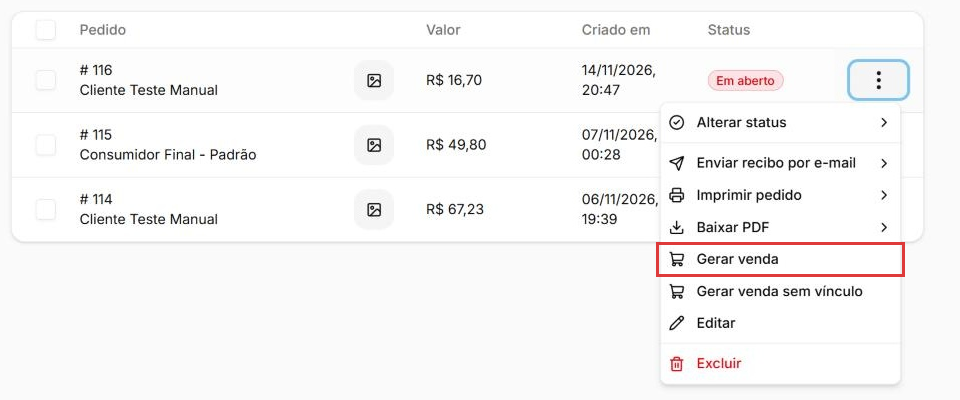 Pedido Valor Criado em Status
# 116
Cliente Teste Manual
R$ 16,70
14/11/2026,
20:47
Em aberto
Alterar status
# 115
Consumidor Final - Padrão
R$ 49,80
07/11/2026,
00:28
Enviar recibo por e-mail
Imprimir pedido
# 114
Cliente Teste Manual
R$ 67,23
06/11/2026,
19:39
Baixar PDF
Gerar venda
Gerar venda sem vínculo
Editar
Excluir